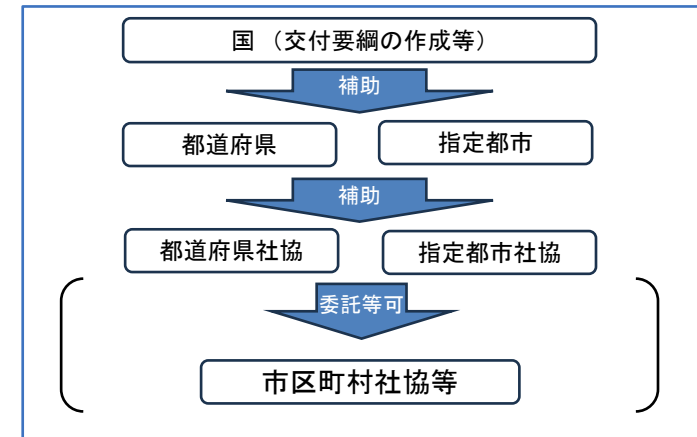 国 （交付要綱の作成等）
補助
都道府県
指定都市
補助
都道府県社協
指定都市社協
委託等可
市区町村社協等